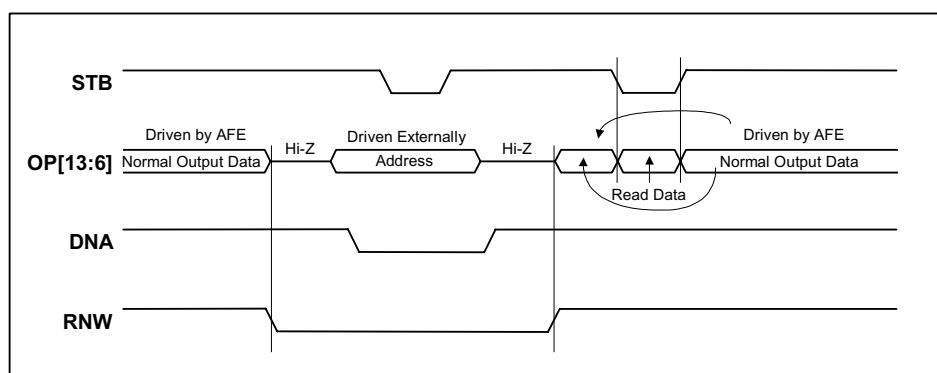 STB
Driven by AFE
Driven Externally
Driven by AFE
OP[13:6]
Normal Output Data
Hi-Z
Address
Hi-Z
Normal Output Data
Read Data
DNA
RNW